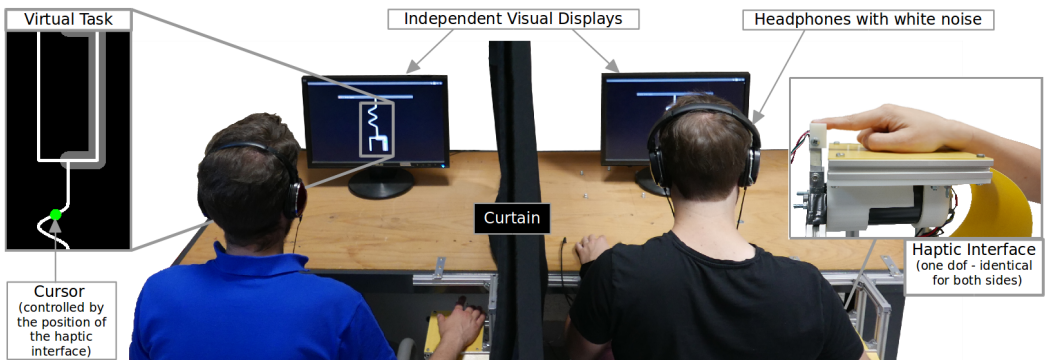 Virtual Task
Independent Visual Displays
Headphones with white noise
Curtain
Haptic Interface
(one dof - identical
for both sides)
Cursor
(controlled by
the position of
the haptic
interface)